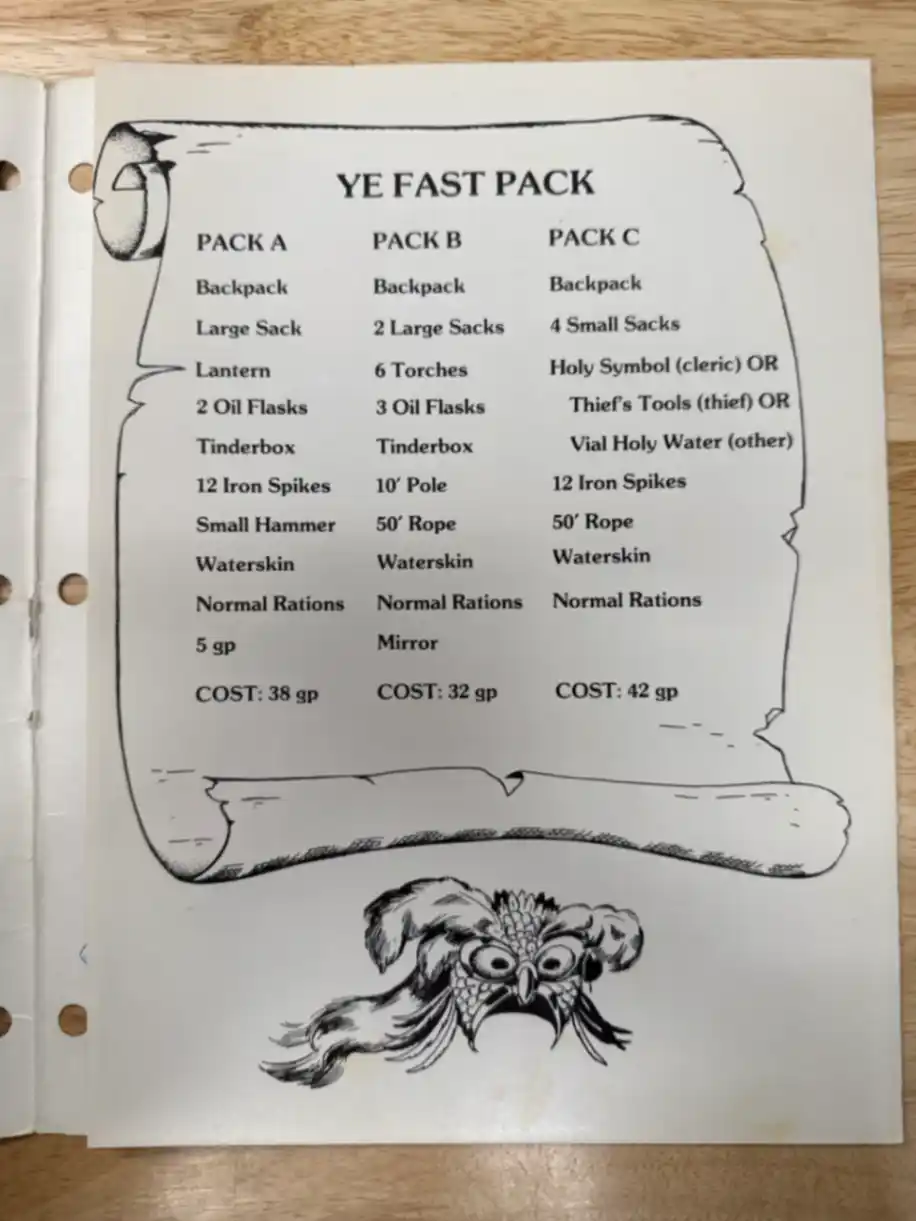 YE FAST PACK
PACK A
Backpack
Large Sack
Lantern
2 Oil Flasks
Tinderbox
12 Iron Spikes
Small Hammer
Waterskin
Normal Rations
5 gp
COST: 38 gp
PACK B
Backpack
2 Large Sacks
6 Torches
3 Oil Flasks
Tinderbox
10' Pole
50' Rope
Waterskin
Normal Rations
Mirror
COST: 32 gp
PACK C
Backpack
4 Small Sacks
Holy Symbol (cleric) OR
Thief's Tools (thief) OR
Vial Holy Water (other)
12 Iron Spikes
50' Rope
Waterskin
Normal Rations
COST: 42 gp